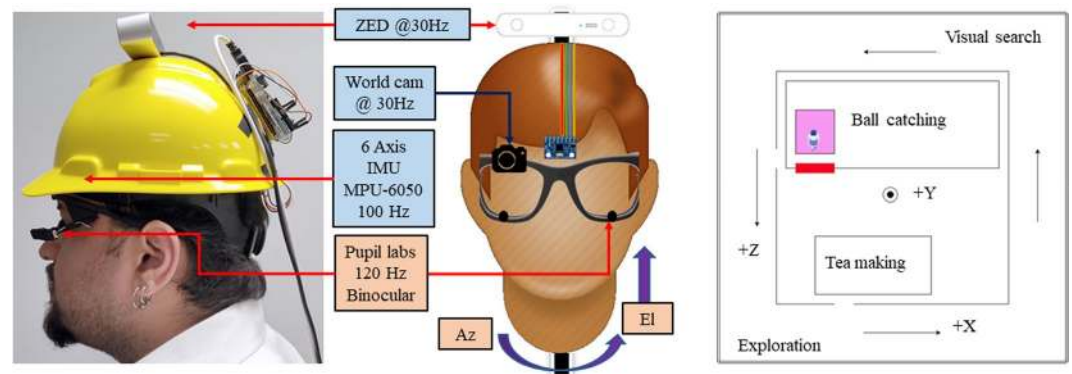 ZED @30Hz
World cam
@ 30Hz
6 Axis
IMU
MPU-6050
100 Hz
Pupil labs
120 Hz
Binocular
Az
El
Visual search
Ball catching
+Y
+Z
Tea making
+X
Exploration